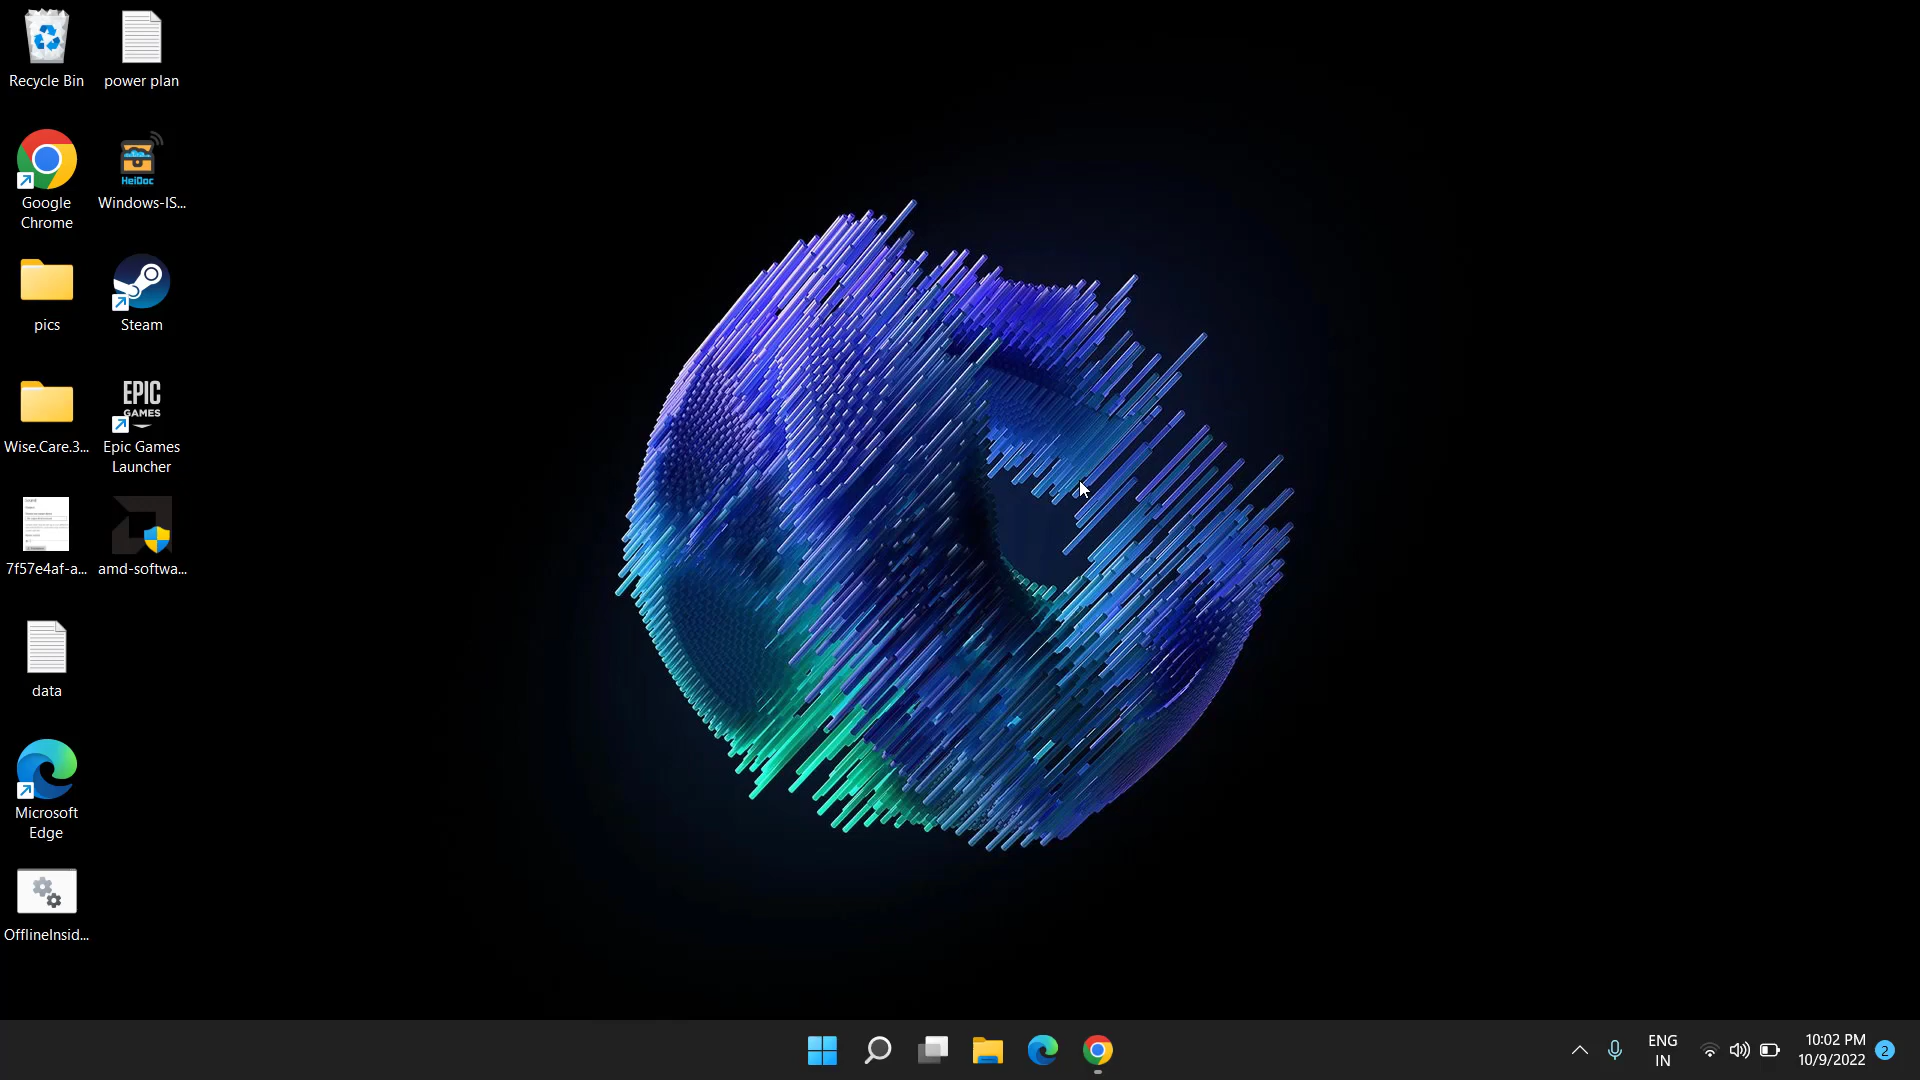 Recycle Bin
power plan
Google
Chrome
HeiDoc
Windows-IS...
pics
Steam
Wise.Care.3...
EPIC
GAMES
Epic Games
Launcher
7f57e4af-a...
amd-softwa...
data
Microsoft
Edge
OfflineInsid...
ENG
IN
10:02 PM
10/9/2022
2